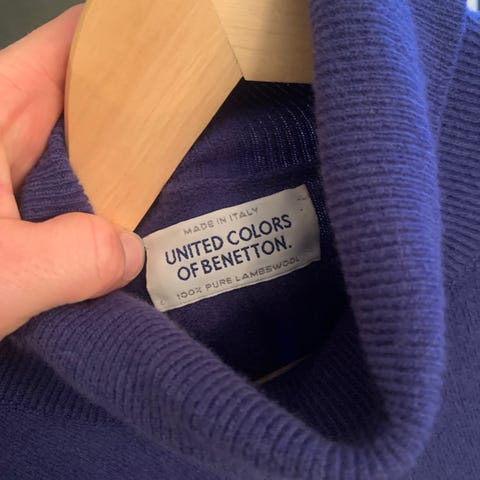 MADE IN ITALY
UNITED COLORS
OF BENETTON.
100% PURE LAMBSWOOL